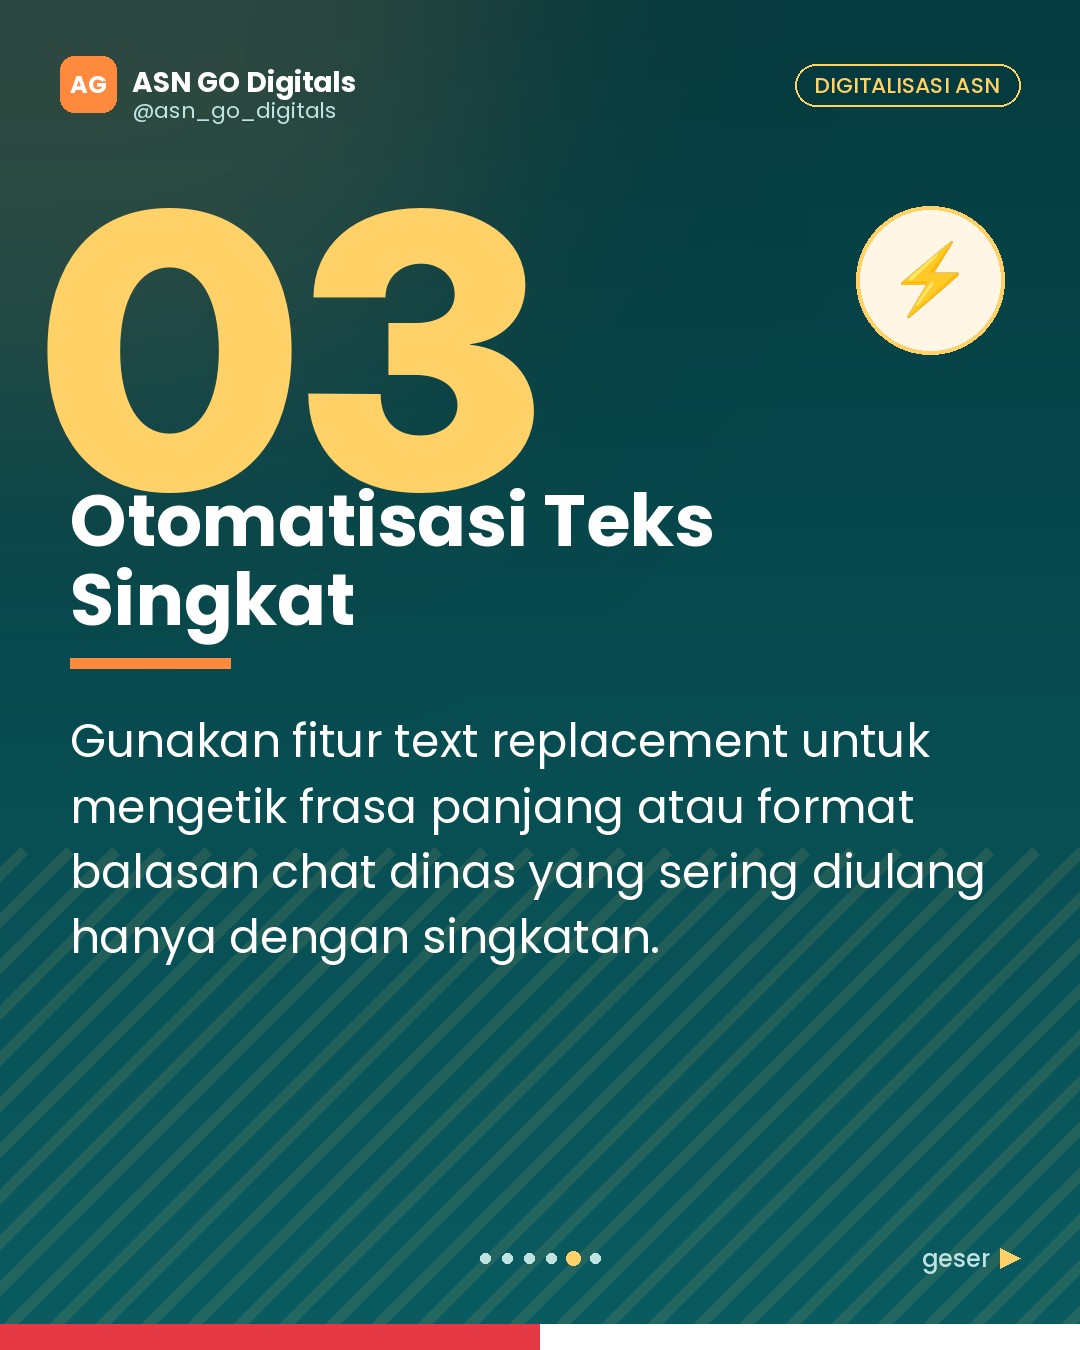 AG
ASN GO Digitals
@asn_go_digitals
DIGITALISASI ASN
03
Otomatisasi Teks
Singkat
Gunakan fitur text replacement untuk
mengetik frasa panjang atau format
balasan chat dinas yang sering diulang
hanya dengan singkatan.
geser